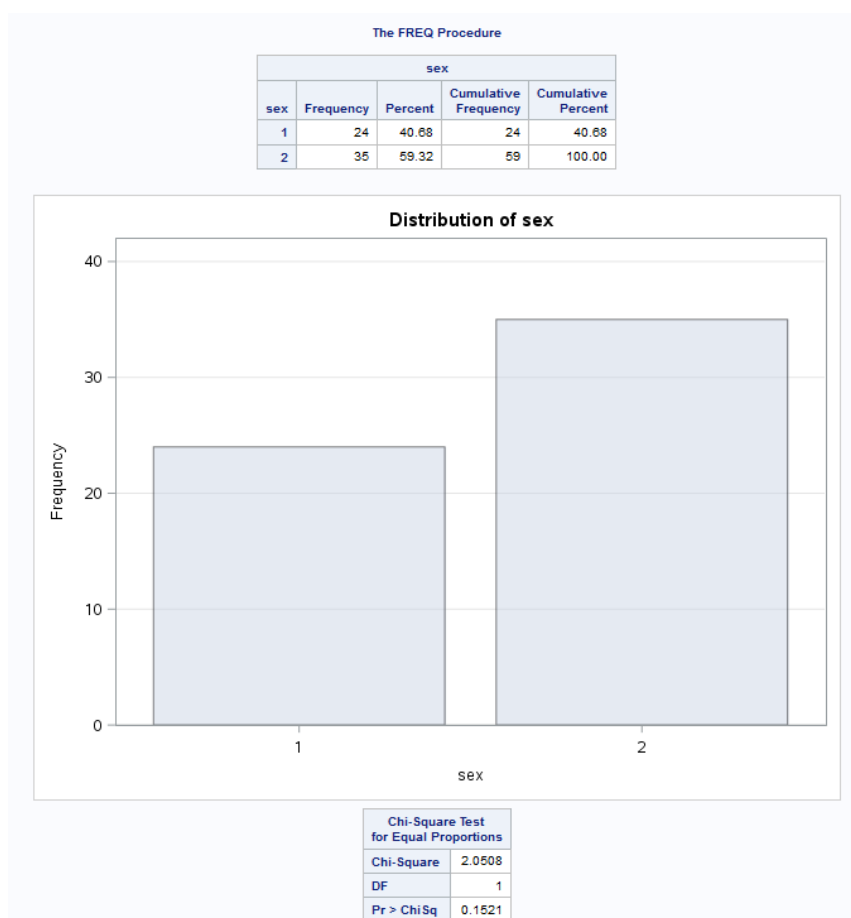 The FREQ Procedure
sex
sex Frequency Percent Cumulative Frequency Cumulative Percent
1 24 40.68 24 40.68
2 35 59.32 59 100.00
Distribution of sex
40
30
20
10
0
Frequency
1 2
sex
Chi-Square Test
for Equal Proportions
Chi-Square 2.0508
DF 1
Pr > ChiSq 0.1521